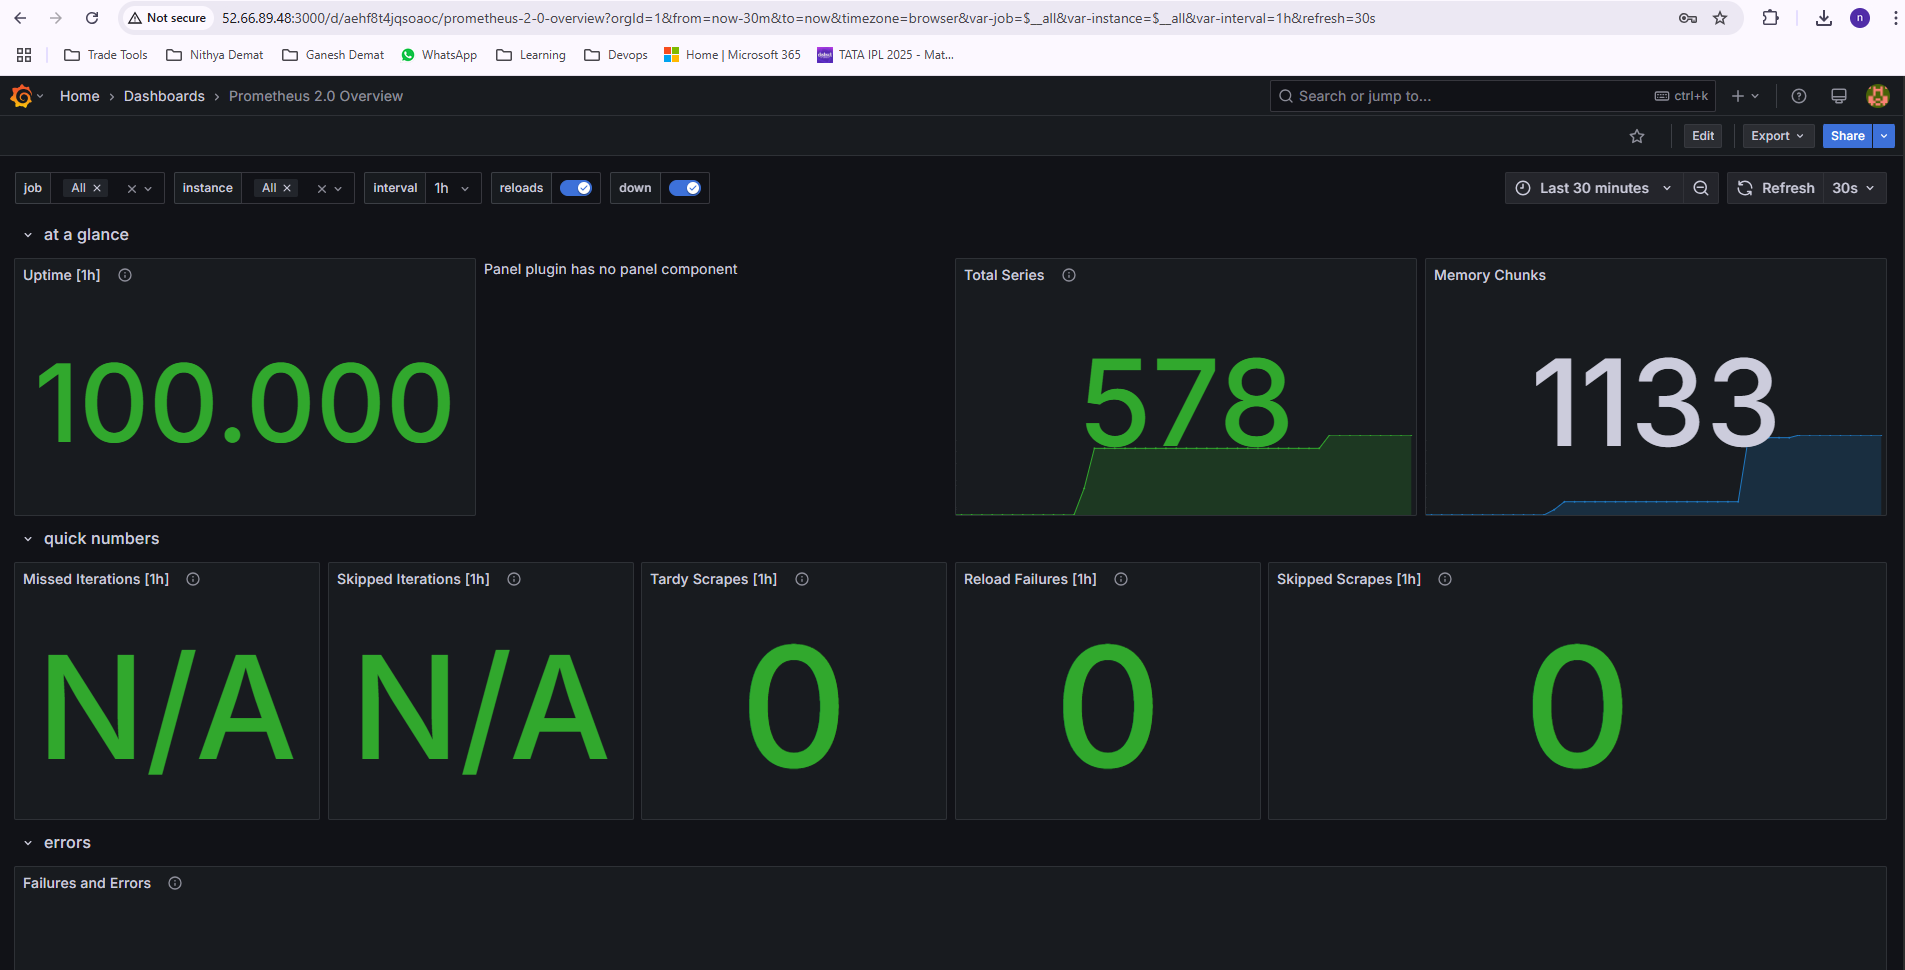 Not secure 52.66.89.48:3000/d/aehf8t4jqsoaoc/prometheus-2-0-overview?orgId=1&from=now-30m&to=now&timezone=browser&var-job=$__all&var-instance=$__all&var-interval=1h&refresh=30s n
Trade Tools Nithya Demat Ganesh Demat WhatsApp Learning Devops Home | Microsoft 365 TATA IPL 2025 - Mat...
Home › Dashboards › Prometheus 2.0 Overview Search or jump to... ctrl+k
Edit Export Share
job All instance All interval 1h reloads down Last 30 minutes Refresh 30s
at a glance
Uptime [1h] Panel plugin has no panel component Total Series Memory Chunks
100.000 578 1133
quick numbers
Missed Iterations [1h] Skipped Iterations [1h] Tardy Scrapes [1h] Reload Failures [1h] Skipped Scrapes [1h]
N/A N/A 0 0 0
errors
Failures and Errors